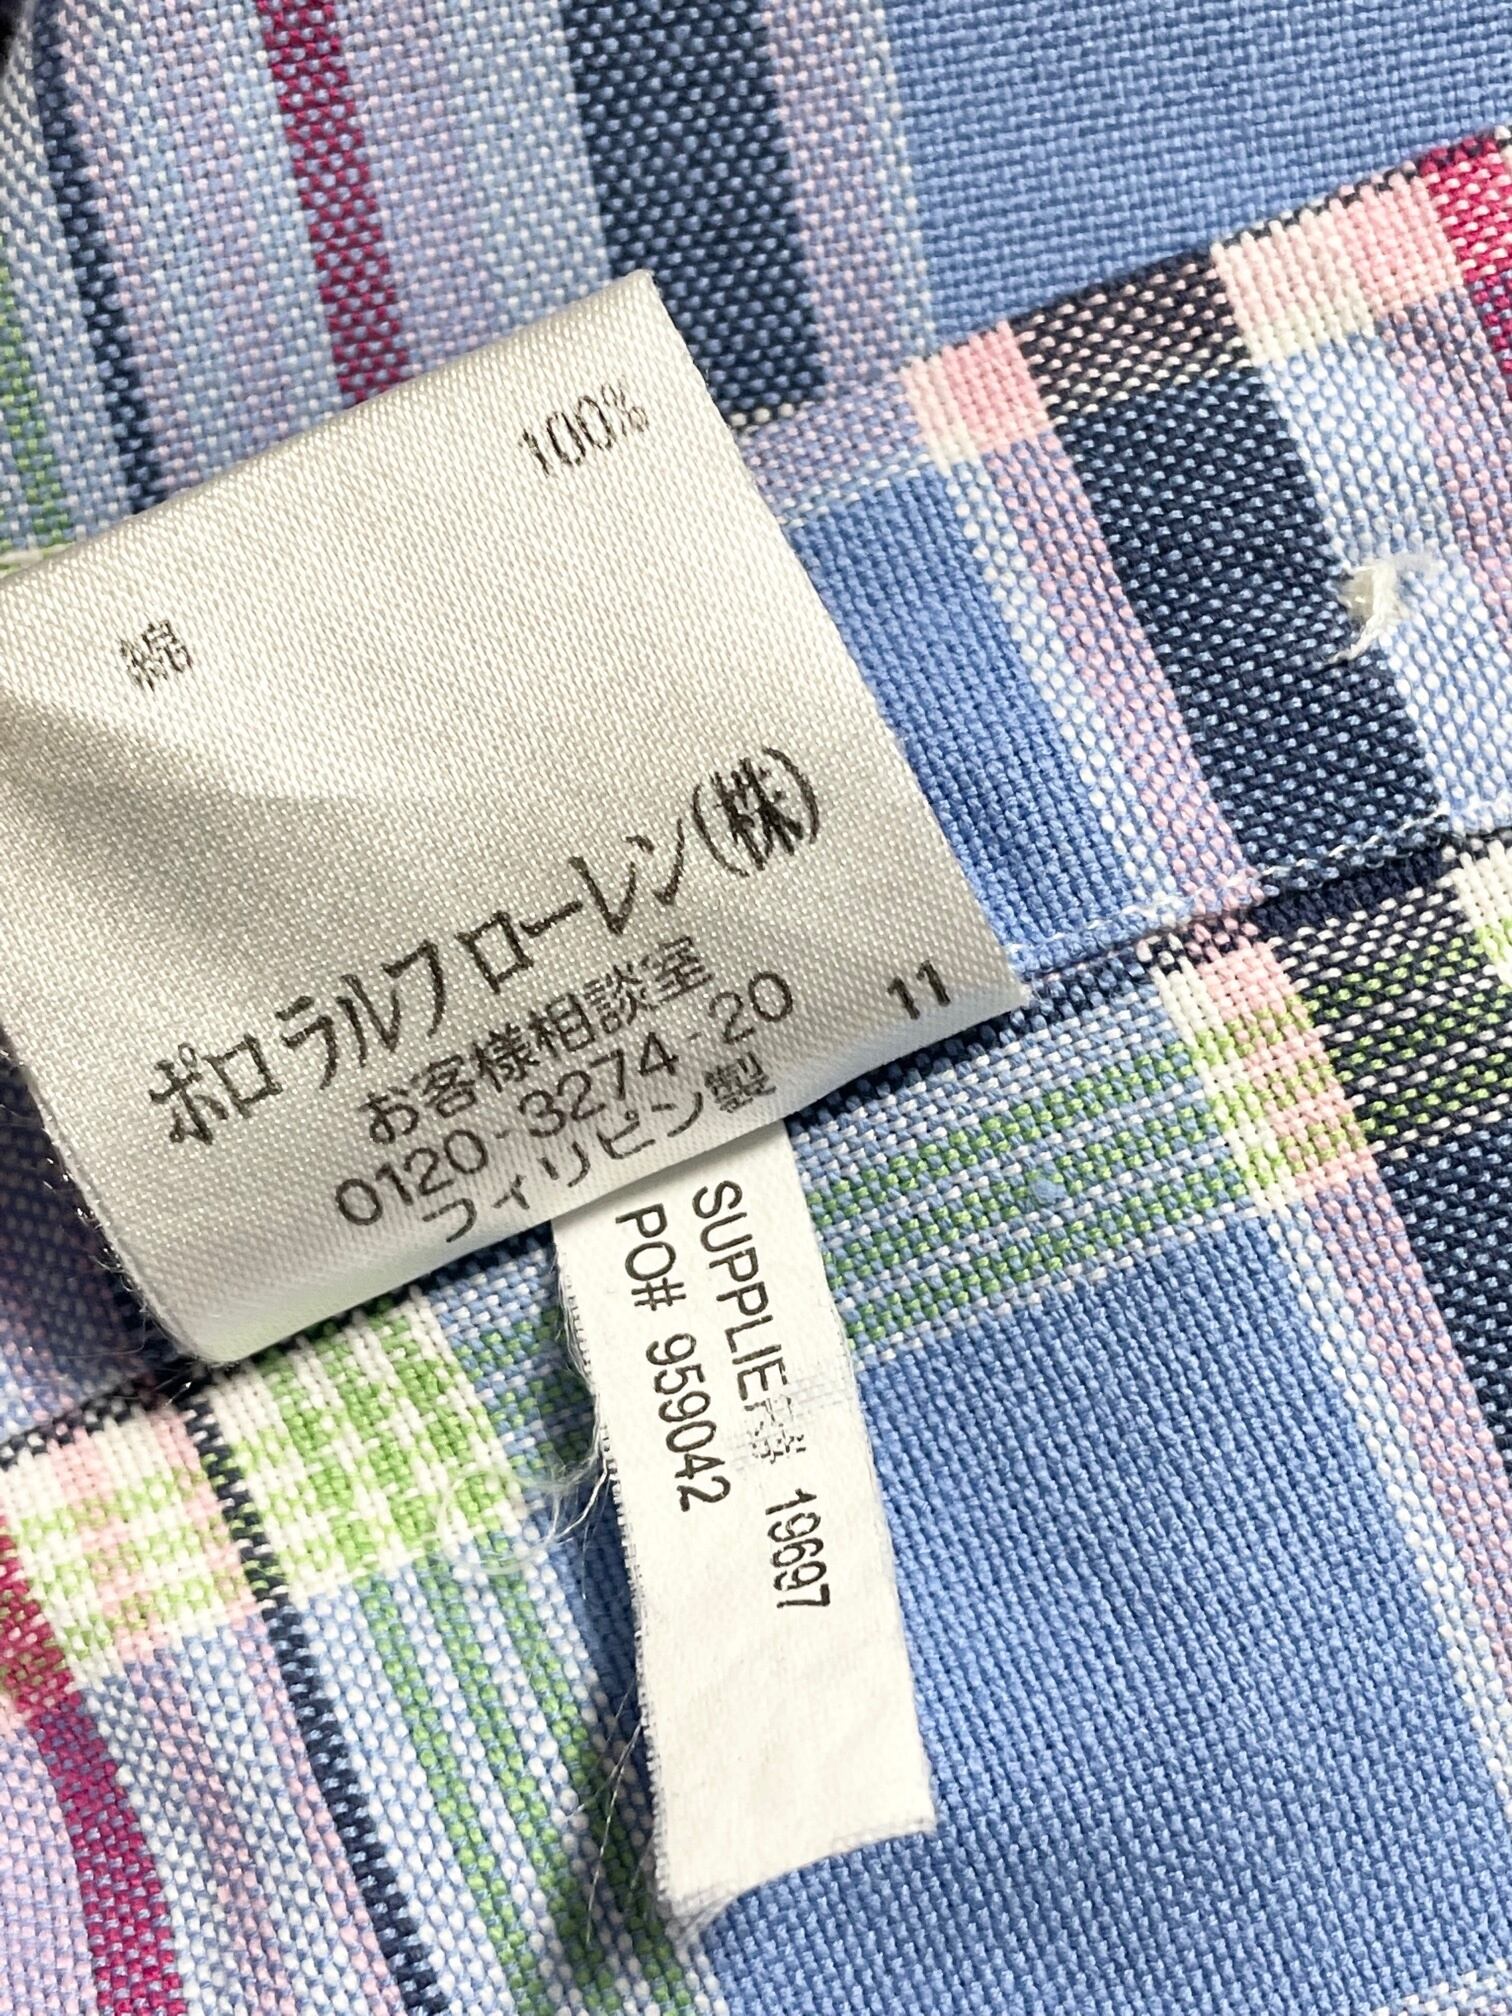 綿 100%
ポロ ラルフ ローレン(株)
お客様相談室
0120-3274-20 11
フィリピン製
SUPPLIER# 19697
PO# 959042